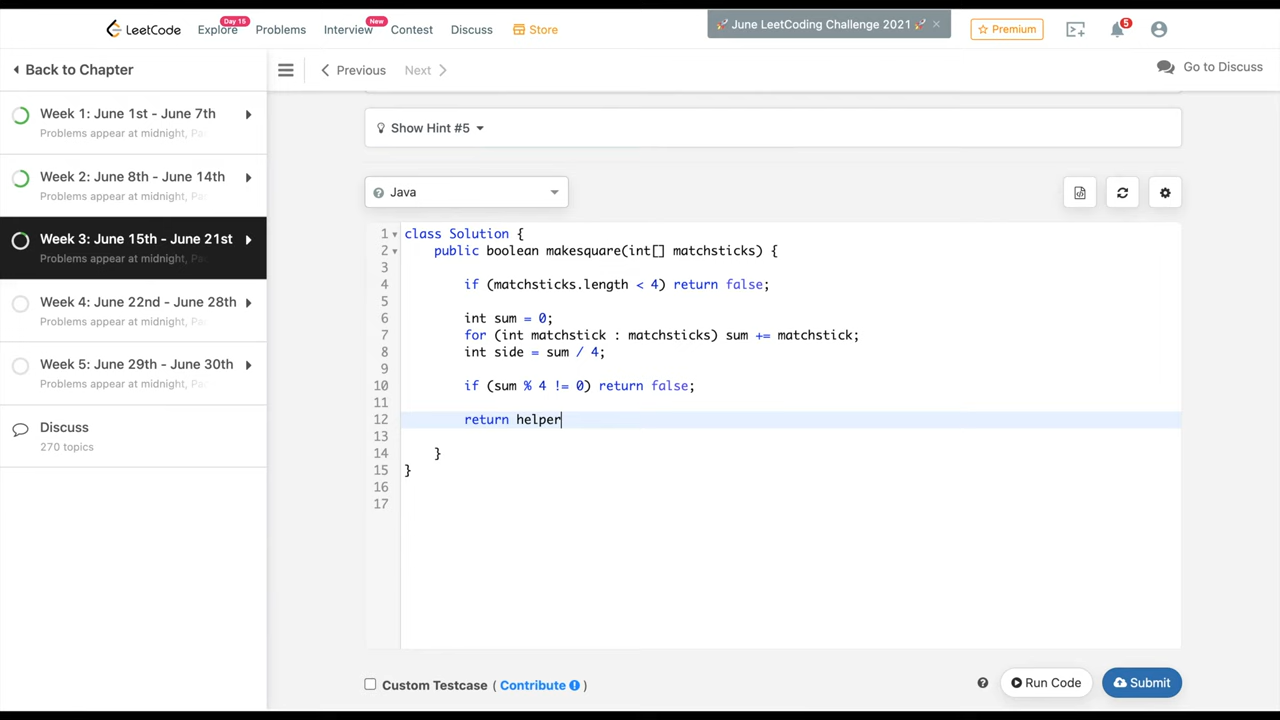 LeetCode
Day 15
Explore
Problems
New
Interview
Contest
Discuss
Store
🚀 June LeetCoding Challenge 2021 🚀 ×
Premium
5
Back to Chapter
Previous
Next
Go to Discuss
Week 1: June 1st - June 7th
Problems appear at midnight,
Week 2: June 8th - June 14th
Problems appear at midnight,
Week 3: June 15th - June 21st
Problems appear at midnight,
Week 4: June 22nd - June 28th
Problems appear at midnight,
Week 5: June 29th - June 30th
Problems appear at midnight,
Discuss
270 topics
Show Hint #5
Java
1 class Solution {
2 public boolean makesquare(int[] matchsticks) {
3
4 if (matchsticks.length < 4) return false;
5
6 int sum = 0;
7 for (int matchstick : matchsticks) sum += matchstick;
8 int side = sum / 4;
9
10 if (sum % 4 != 0) return false;
11
12 return helper
13
14 }
15 }
16
17
Custom Testcase ( Contribute )
Run Code
Submit